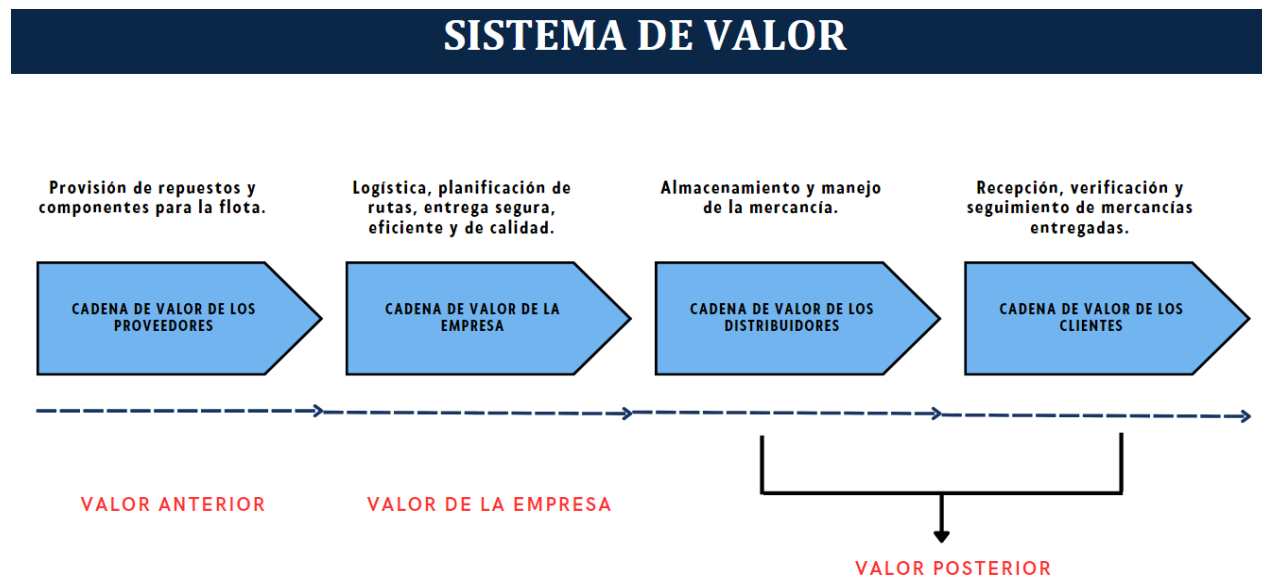 SISTEMA DE VALOR
Provisión de repuestos y
componentes para la flota.
Logística, planificación de
rutas, entrega segura,
eficiente y de calidad.
Almacenamiento y manejo
de la mercancía.
Recepción, verificación y
seguimiento de mercancías
entregadas.
CADENA DE VALOR DE LOS
PROVEEDORES
CADENA DE VALOR DE LA
EMPRESA
CADENA DE VALOR DE LOS
DISTRIBUIDORES
CADENA DE VALOR DE LOS
CLIENTES
VALOR ANTERIOR
VALOR DE LA EMPRESA
VALOR POSTERIOR